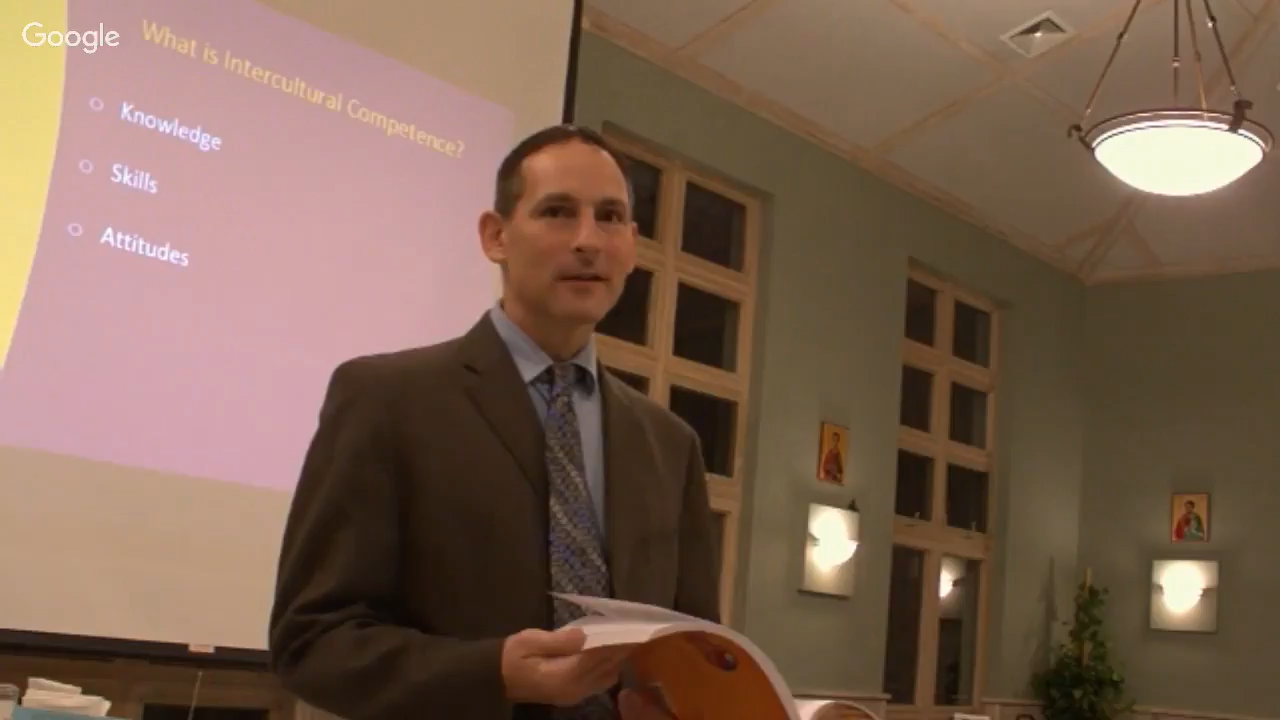 Google
What is Intercultural Competence?
Knowledge
Skills
Attitudes